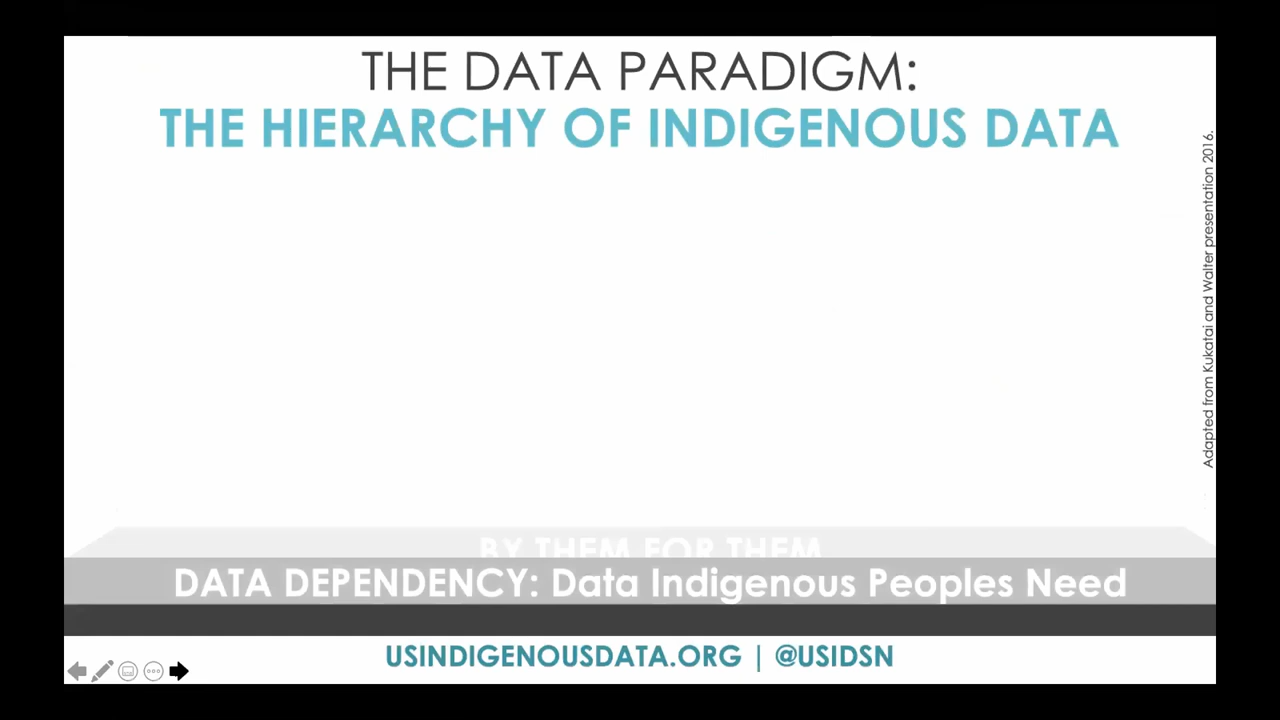 THE DATA PARADIGM:
THE HIERARCHY OF INDIGENOUS DATA
Adapted from Kukatai and Walter presentation 2016.
BY THEM FOR THEM
DATA DEPENDENCY: Data Indigenous Peoples Need
USINDIGENOUSDATA.ORG | @USIDSN